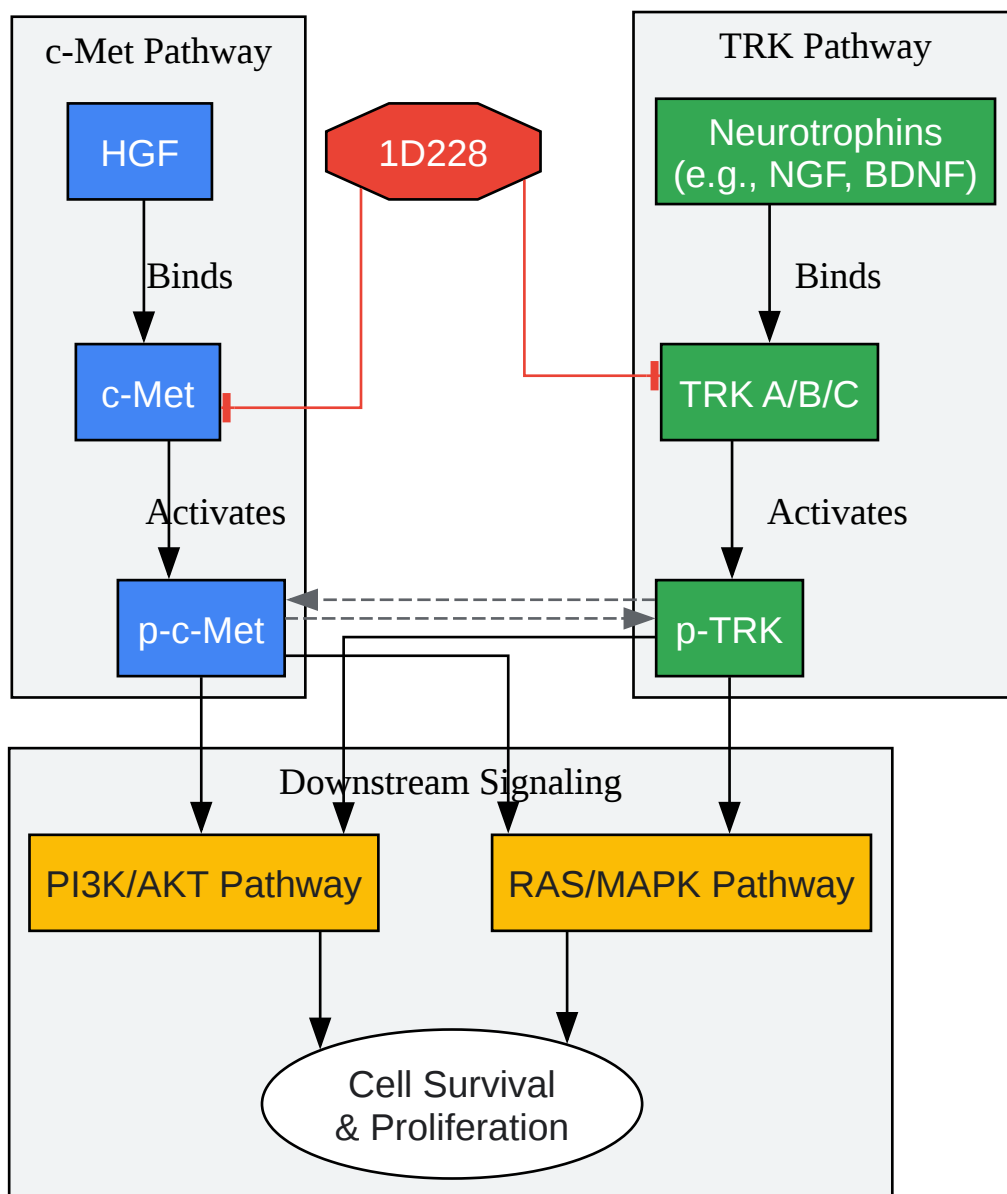 c-Met Pathway
TRK Pathway
HGF
1D228
Neurotrophins
(e.g., NGF, BDNF)
Binds
Binds
c-Met
TRK A/B/C
Activates
Activates
p-c-Met
p-TRK
Downstream Signaling
PI3K/AKT Pathway
RAS/MAPK Pathway
Cell Survival
& Proliferation